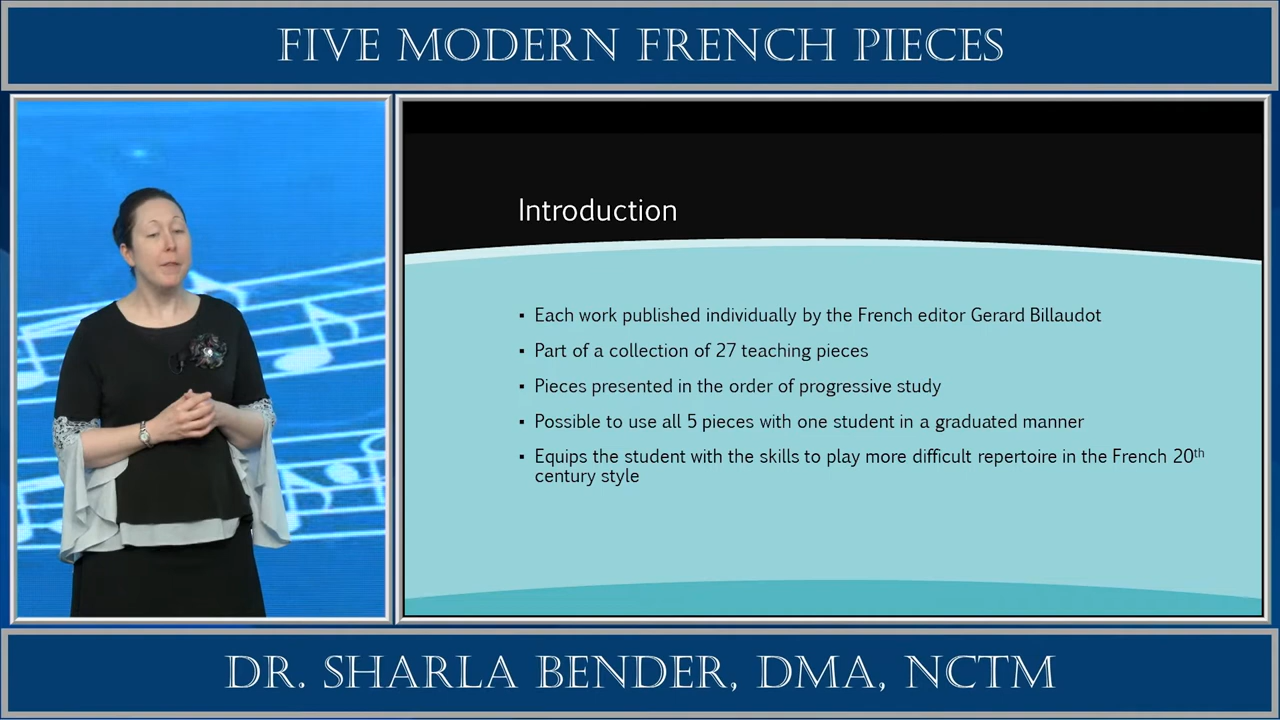 FIVE MODERN FRENCH PIECES
Introduction
▪ Each work published individually by the French editor Gerard Billaudot
▪ Part of a collection of 27 teaching pieces
▪ Pieces presented in the order of progressive study
▪ Possible to use all 5 pieces with one student in a graduated manner
▪ Equips the student with the skills to play more difficult repertoire in the French 20th
century style
DR. SHARLA BENDER, DMA, NCTM